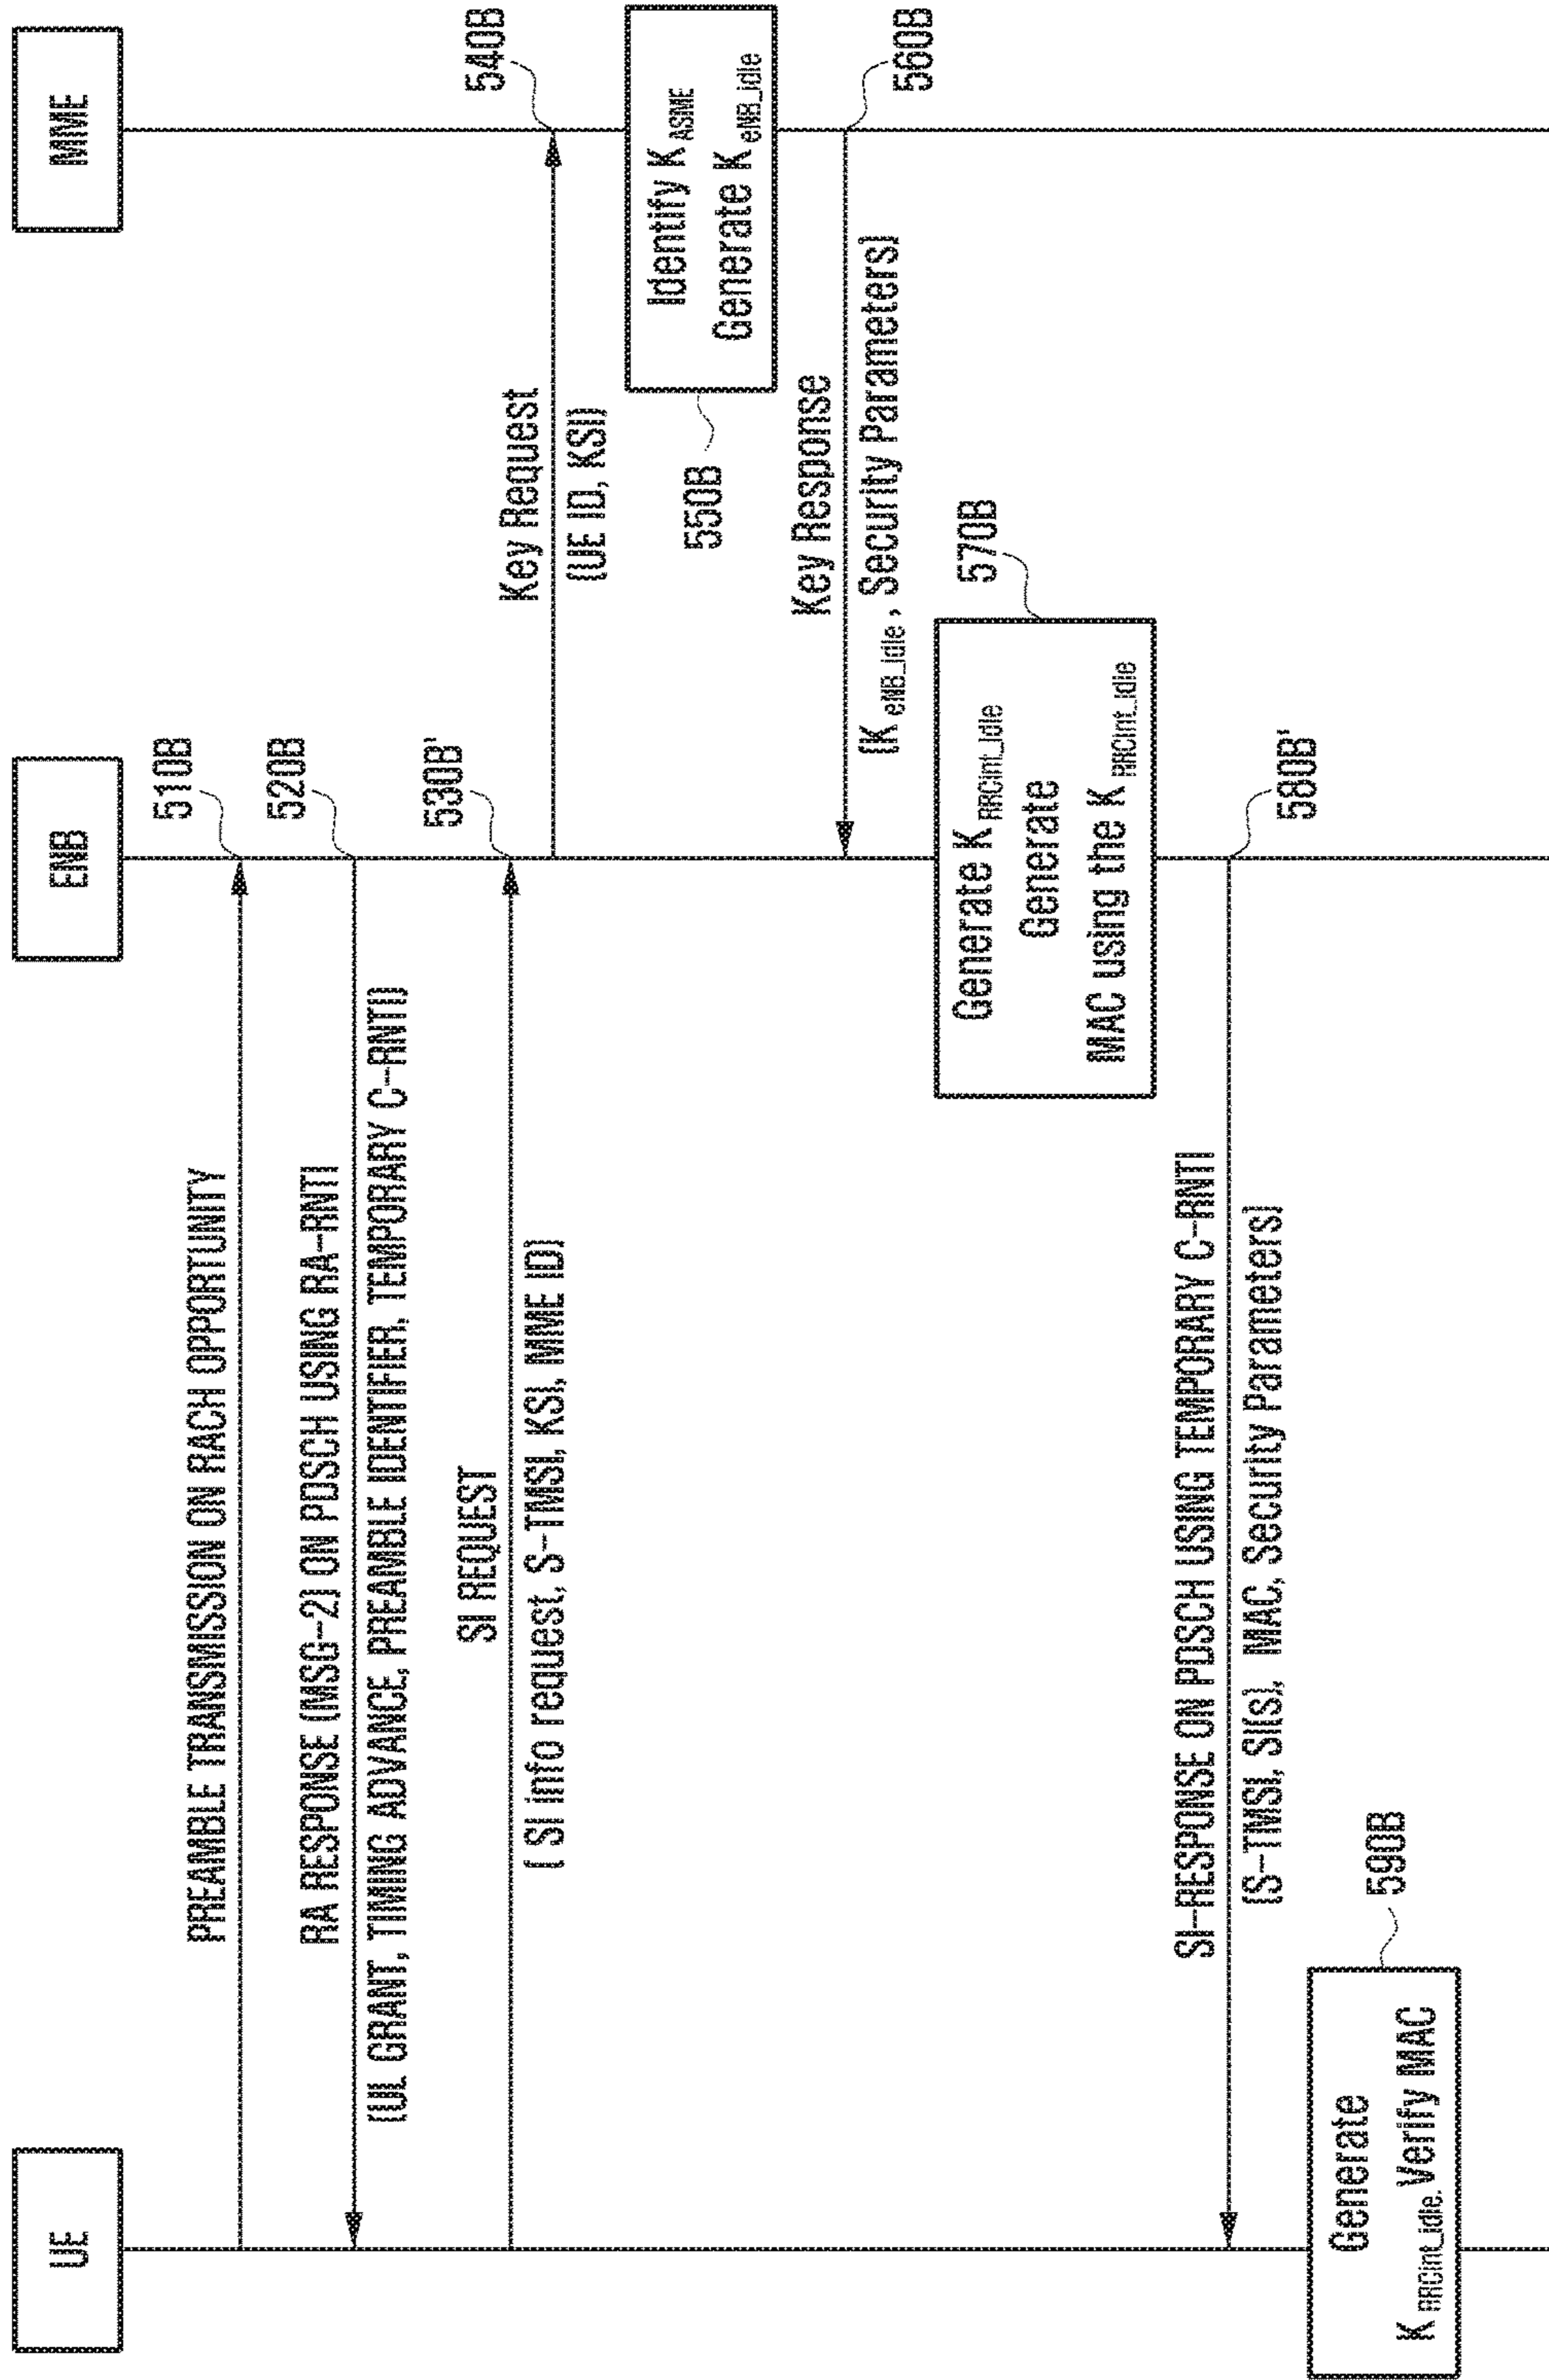 UE
ENB
MME
510B
PREAMBLE TRANSMISSION ON RACH OPPORTUNITY
520B
RA RESPONSE (MSG-2) ON PDSCH USING RA-RNTI
(UL GRANT, TIMING ADVANCE, PREAMBLE IDENTIFIER, TEMPORARY C-RNTI)
530B'
SI REQUEST
( SI info request, S-TMSI, KSI, MME ID)
540B
Key Request
(UE ID, KSI)
550B
Identify K ASME
Generate K eNB_idle
560B
Key Response
(K eNB_idle , Security Parameters)
570B
Generate K RRCint_idle
Generate
MAC using the K RRCint_idle
580B'
SI-RESPONSE ON PDSCH USING TEMPORARY C-RNTI
(S-TMSI, SI(s), MAC, Security Parameters)
590B
Generate
K RRCint_idle, Verify MAC